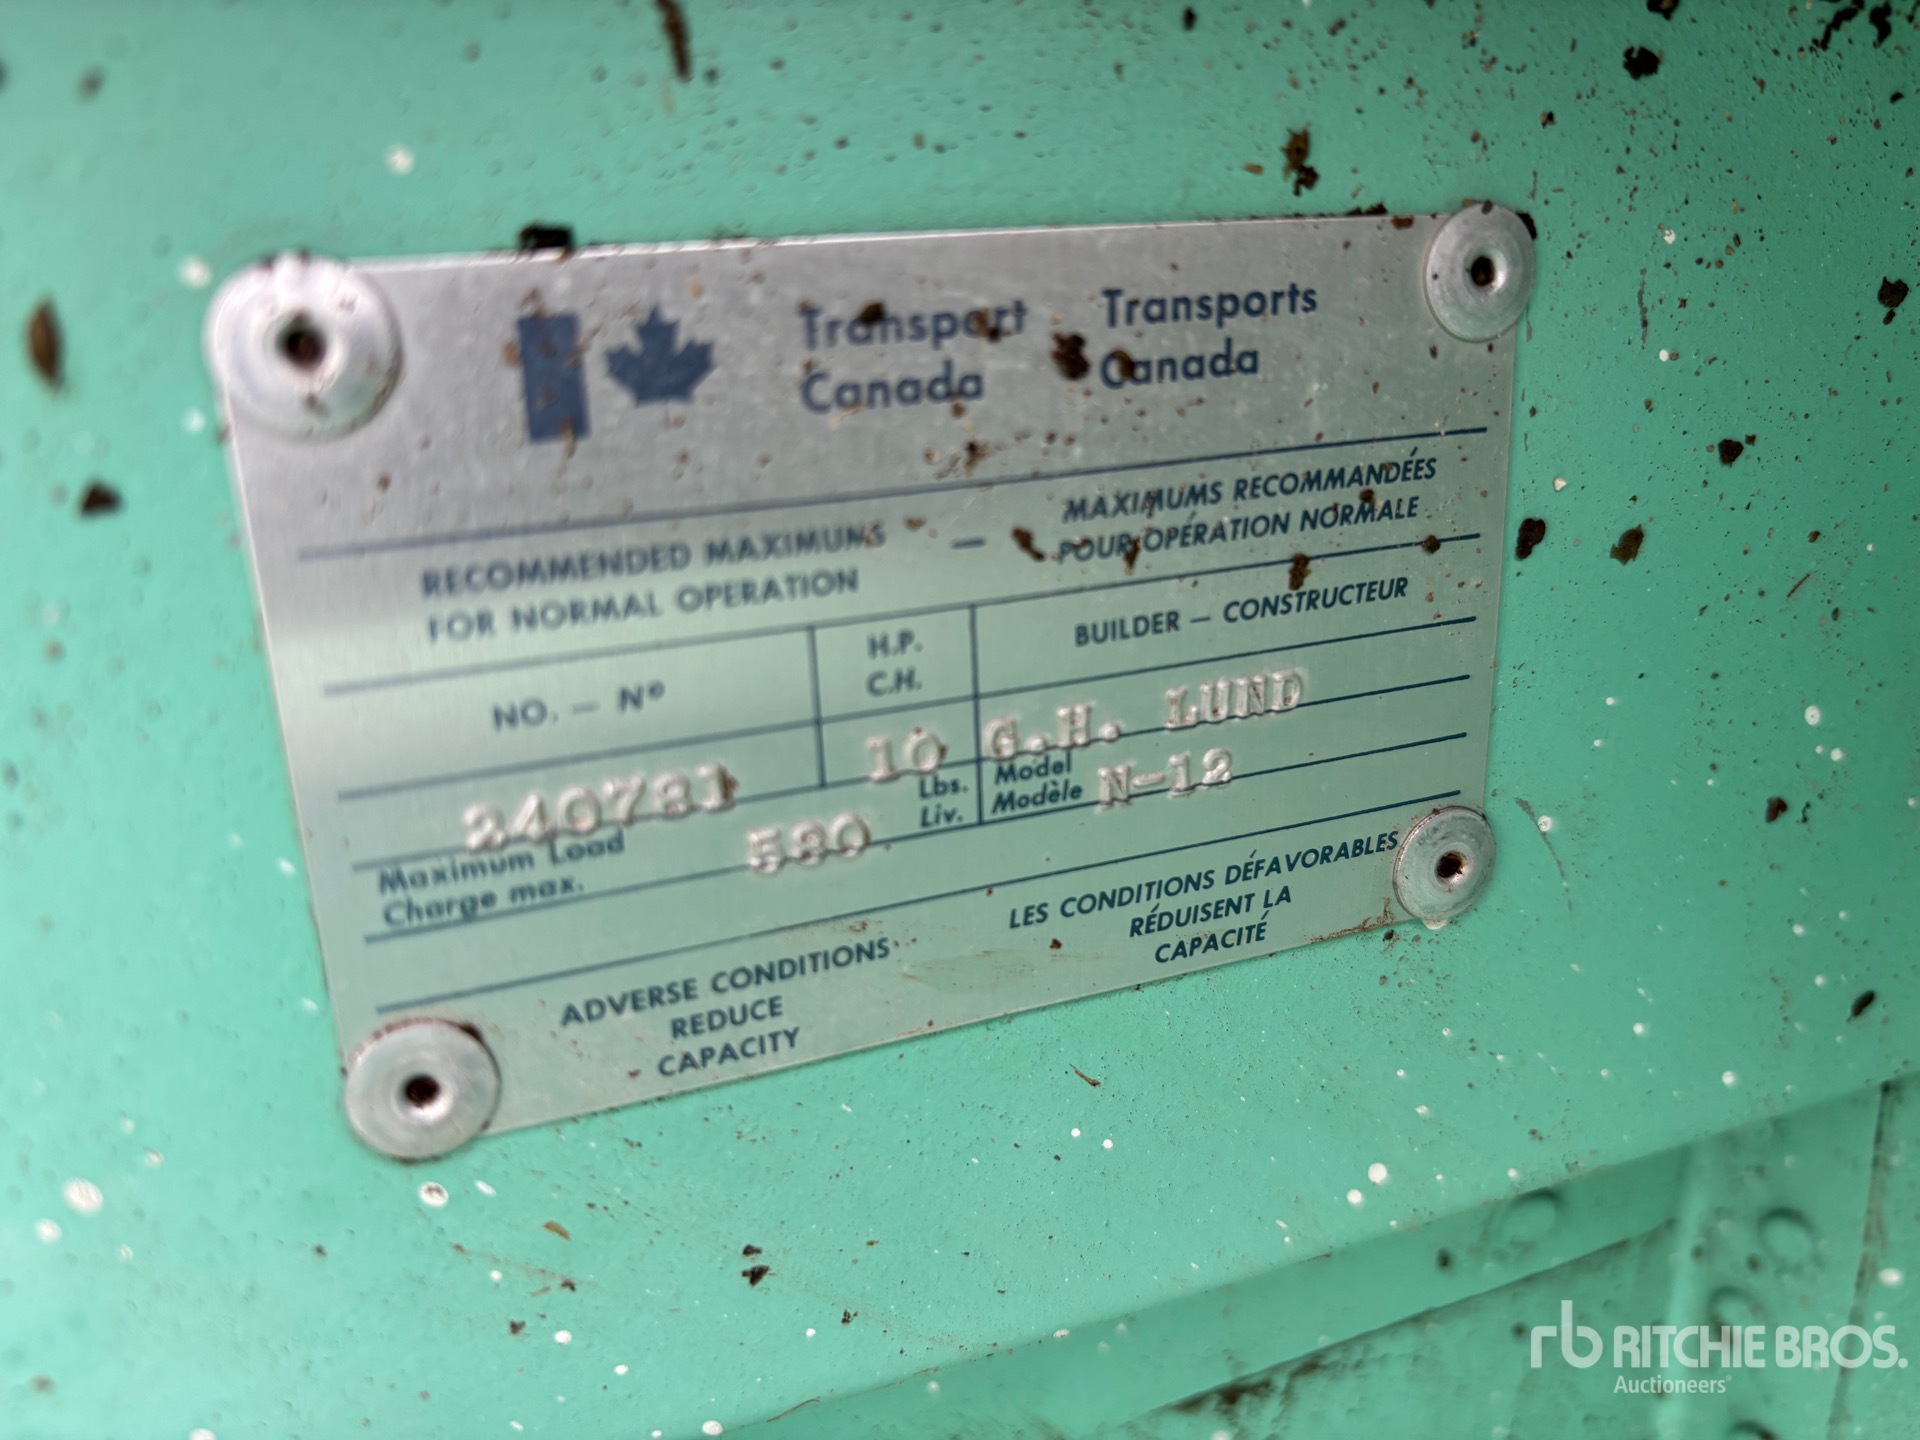 Transport
Canada
Transports
Canada
RECOMMENDED MAXIMUMS
FOR NORMAL OPERATION
—
MAXIMUMS RECOMMANDÉES
POUR OPÉRATION NORMALE
NO. — Nº
H.P.
C.H.
BUILDER — CONSTRUCTEUR
240781
10
G.H. LUND
Maximum Load
Charge max.
580
Lbs.
Liv.
Model
Modèle
N-12
ADVERSE CONDITIONS
REDUCE
CAPACITY
LES CONDITIONS DÉFAVORABLES
RÉDUISENT LA
CAPACITÉ
rb RITCHIE BROS.
Auctioneers